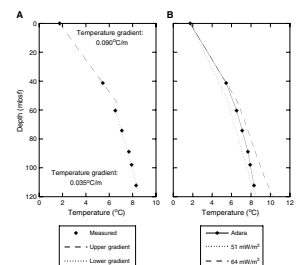 A
B
Temperature gradient:
0.090°C/m
Temperature gradient:
0.035°C/m
Depth (mbsf)
0
20
40
60
80
100
120
0 2 4 6 8 10
0 2 4 6 8 10 12
Temperature (°C)
Temperature (°C)
Measured
Upper gradient
Lower gradient
Adara
51 mW/m²
64 mW/m²